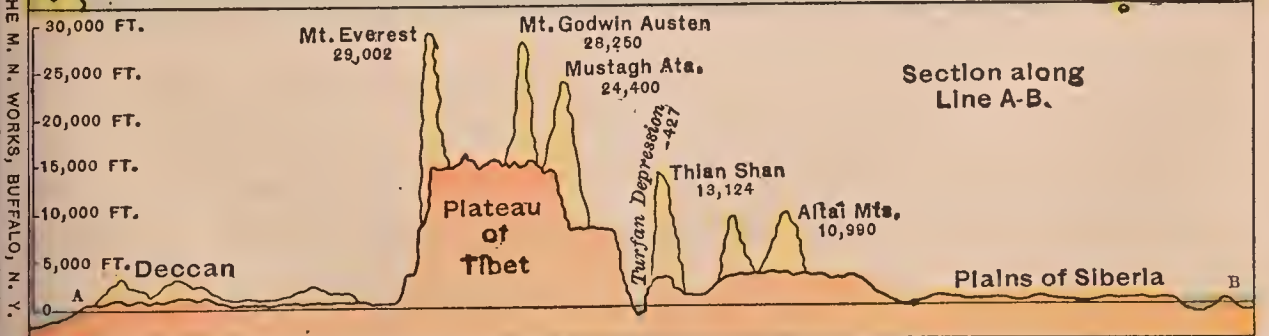 HE M. N. WORKS, BUFFALO, N. Y.
30,000 FT.
25,000 FT.
20,000 FT.
15,000 FT.
10,000 FT.
5,000 FT.
0
A
Deccan
Mt. Everest
29,002
Mt. Godwin Austen
28,250
Mustagh Ata.
24,400
Plateau
of
Tibet
Turfan Depression
-427
Thian Shan
13,124
Altai Mts.
10,990
Section along
Line A-B.
Plains of Siberia
B